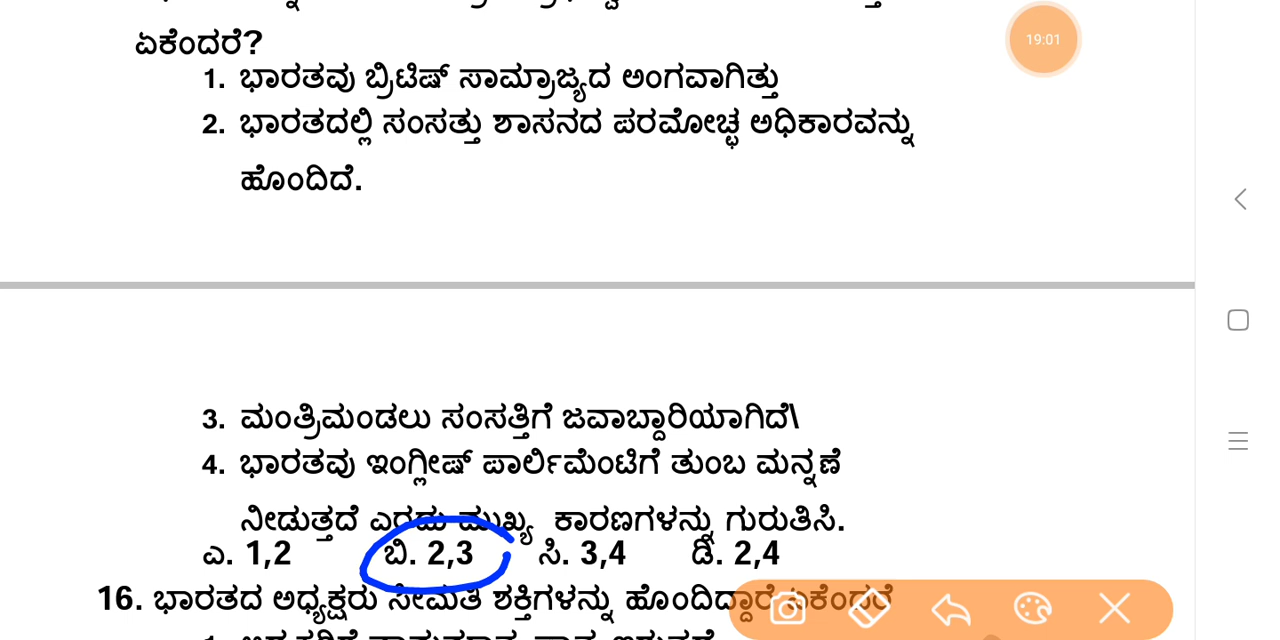 ಏಕೆಂದರೆ?
19:01
1. ಭಾರತವು ಬ್ರಿಟಿಷ್ ಸಾಮ್ರಾಜ್ಯದ ಅಂಗವಾಗಿತ್ತು
2. ಭಾರತದಲ್ಲಿ ಸಂಸತ್ತು ಶಾಸನದ ಪರಮೋಚ್ಛ ಅಧಿಕಾರವನ್ನು
ಹೊಂದಿದೆ.
3. ಮಂತ್ರಿಮಂಡಲು ಸಂಸತ್ತಿಗೆ ಜವಾಬ್ದಾರಿಯಾಗಿದೆ\
4. ಭಾರತವು ಇಂಗ್ಲೀಷ್ ಪಾರ್ಲಿಮೆಂಟಿಗೆ ತುಂಬ ಮನ್ನಣೆ
ನೀಡುತ್ತದೆ ಎರಡು ಮುಖ್ಯ ಕಾರಣಗಳನ್ನು ಗುರುತಿಸಿ.
ಎ. 1,2 ಬಿ. 2,3 ಸಿ. 3,4 ಡಿ. 2,4
16. ಭಾರತದ ಅಧ್ಯಕ್ಷರು ಸೀಮಿತ ಶಕ್ತಿಗಳನ್ನು ಹೊಂದಿದ್ದಾರೆ ಏಕೆಂದರೆ